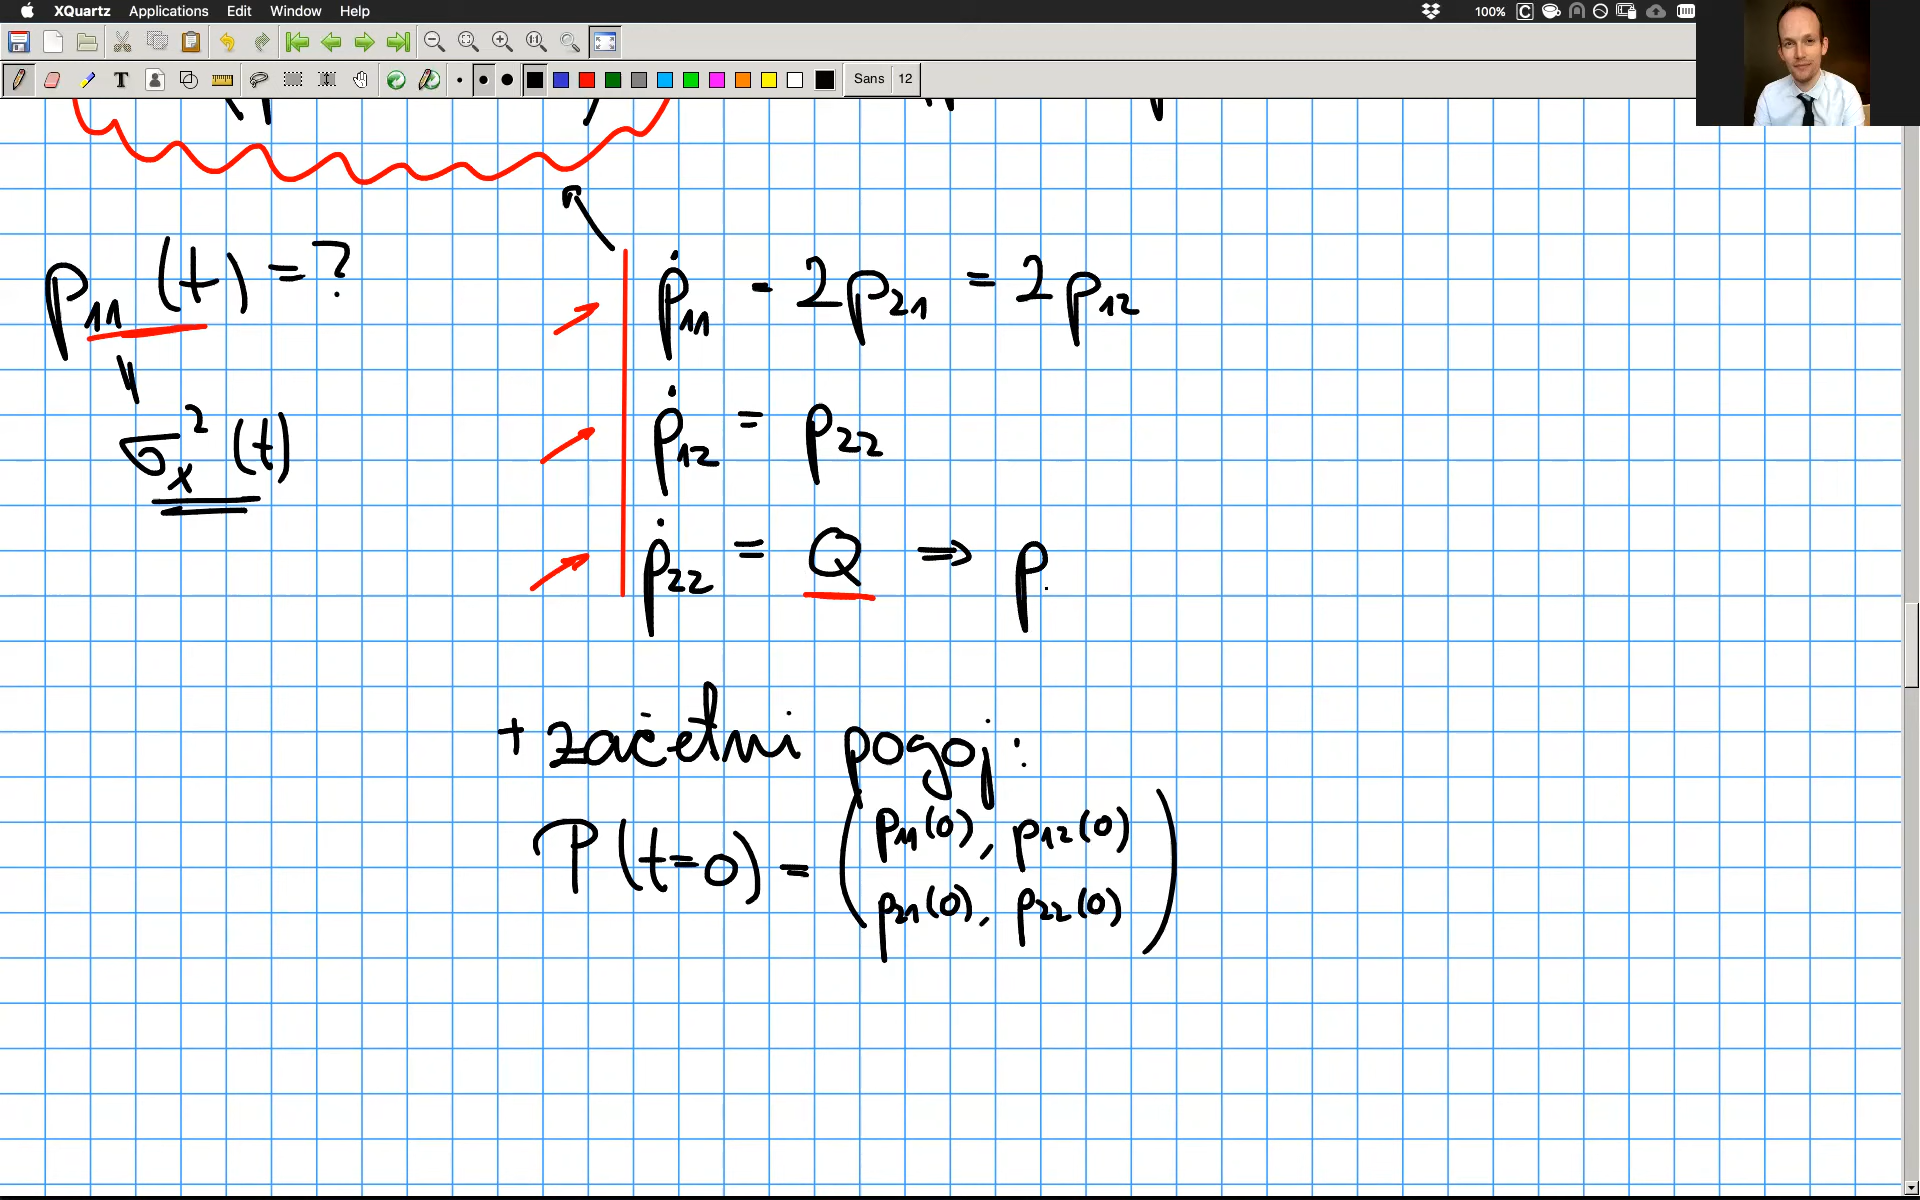 XQuartz Applications Edit Window Help 100%
T Sans 12
p₁₁(t) = ?
σₓ²(t)
ṗ₁₁ = 2p₂₁ = 2p₁₂
ṗ₁₂ = p₂₂
ṗ₂₂ = Q ⇒ p
+ začetni pogoj:
P(t=0) = (p₁₁(0), p₁₂(0)
p₂₁(0), p₂₂(0))